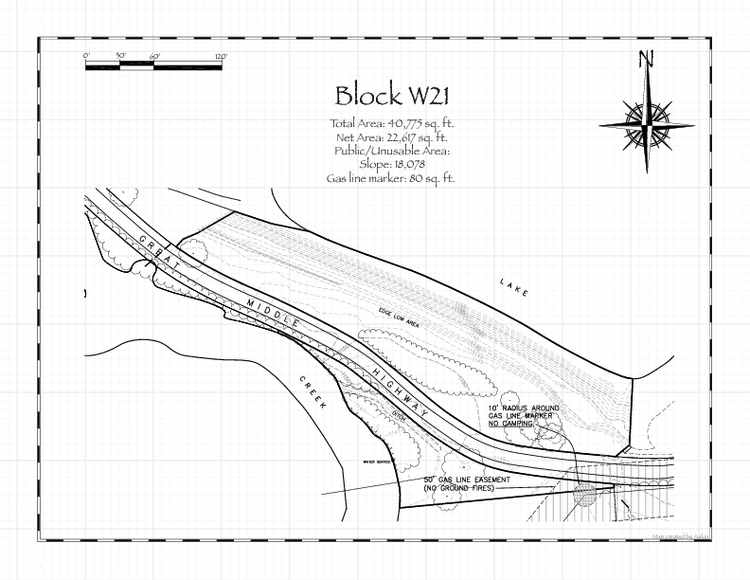 0' 30' 60' 120'
N
Block W21
Total Area: 40,775 sq. ft.
Net Area: 22,617 sq. ft.
Public/Unusable Area:
Slope: 18,078
Gas line marker: 80 sq. ft.
GREAT
MIDDLE
HIGHWAY
LAKE
EDGE LOW AREA
CREEK
DITCH
10' RADIUS AROUND
GAS LINE MARKER
NO CAMPING
WATER SERVICE
50' GAS LINE EASEMENT
(NO GROUND FIRES)
Map created by